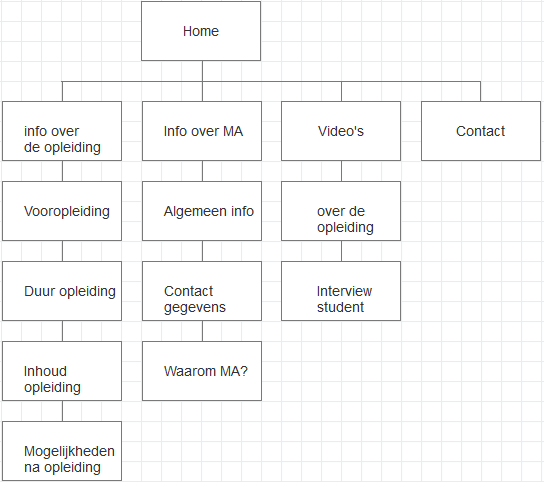 Home
info over
de opleiding
Info over MA
Video's
Contact
Vooropleiding
Algemeen info
over de
opleiding
Duur opleiding
Contact
gegevens
Interview
student
Inhoud
opleiding
Waarom MA?
Mogelijkheden
na opleiding